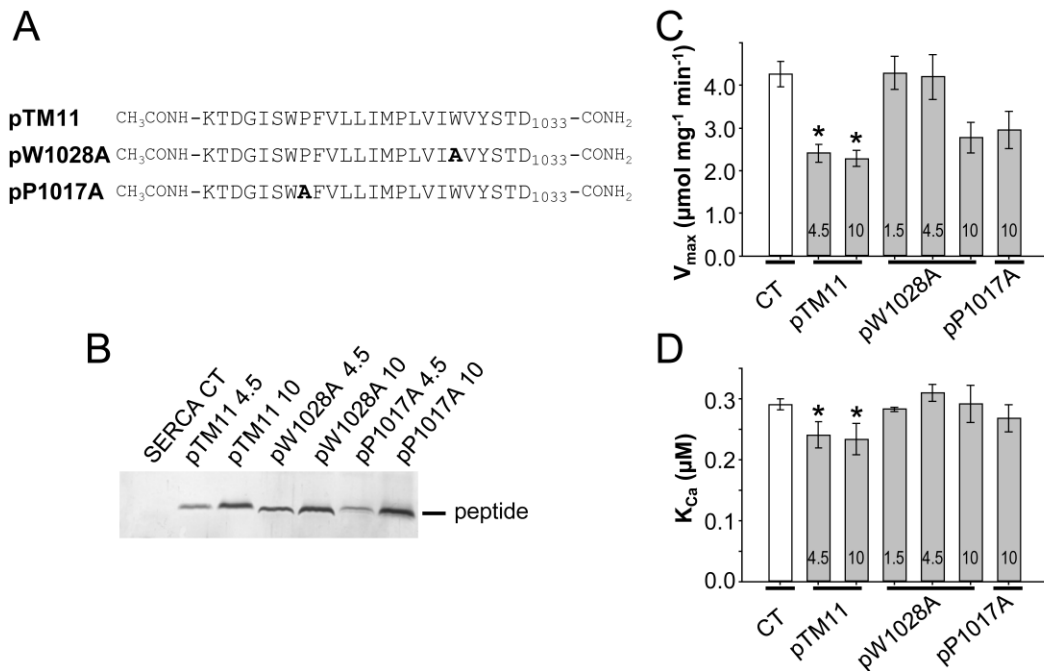 A
pTM11 CH3CONH-KTDGISWPFVLLIMPLVIWVYSTD1033-CONH2
pW1028A CH3CONH-KTDGISWPFVLLIMPLVIAVYSTD1033-CONH2
pP1017A CH3CONH-KTDGISWAFVLLIMPLVIWVYSTD1033-CONH2
B
SERCA CT
pTM11 4.5
pTM11 10
pW1028A 4.5
pW1028A 10
pP1017A 4.5
pP1017A 10
peptide
C
Vmax (µmol mg-1 min-1)
4.0
3.0
2.0
1.0
0.0
* *
4.5 10 1.5 4.5 10 10
CT
pTM11
pW1028A
pP1017A
D
KCa (µM)
0.3
0.2
0.1
0.0
* *
4.5 10 1.5 4.5 10 10
CT
pTM11
pW1028A
pP1017A